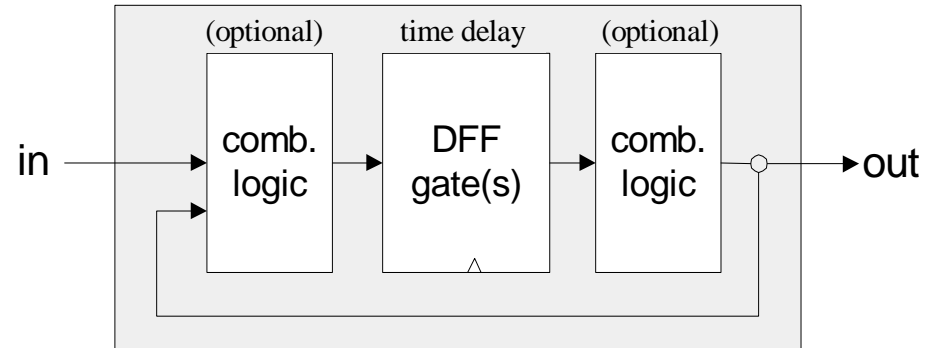 (optional)
time delay
(optional)
in
comb.
logic
DFF
gate(s)
comb.
logic
out